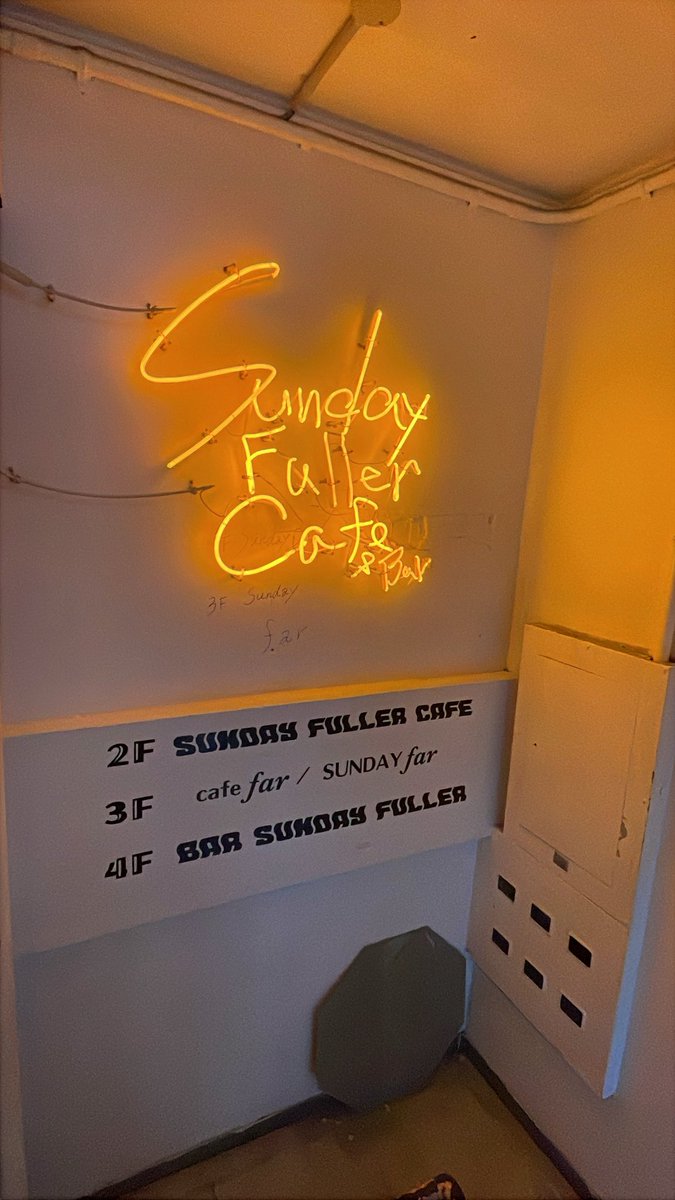 Sunday
Fuller
Cafe
& Bar
3F Sunday
far
2F SUNDAY FULLER CAFE
3F cafe far / SUNDAY far
4F BAR SUNDAY FULLER